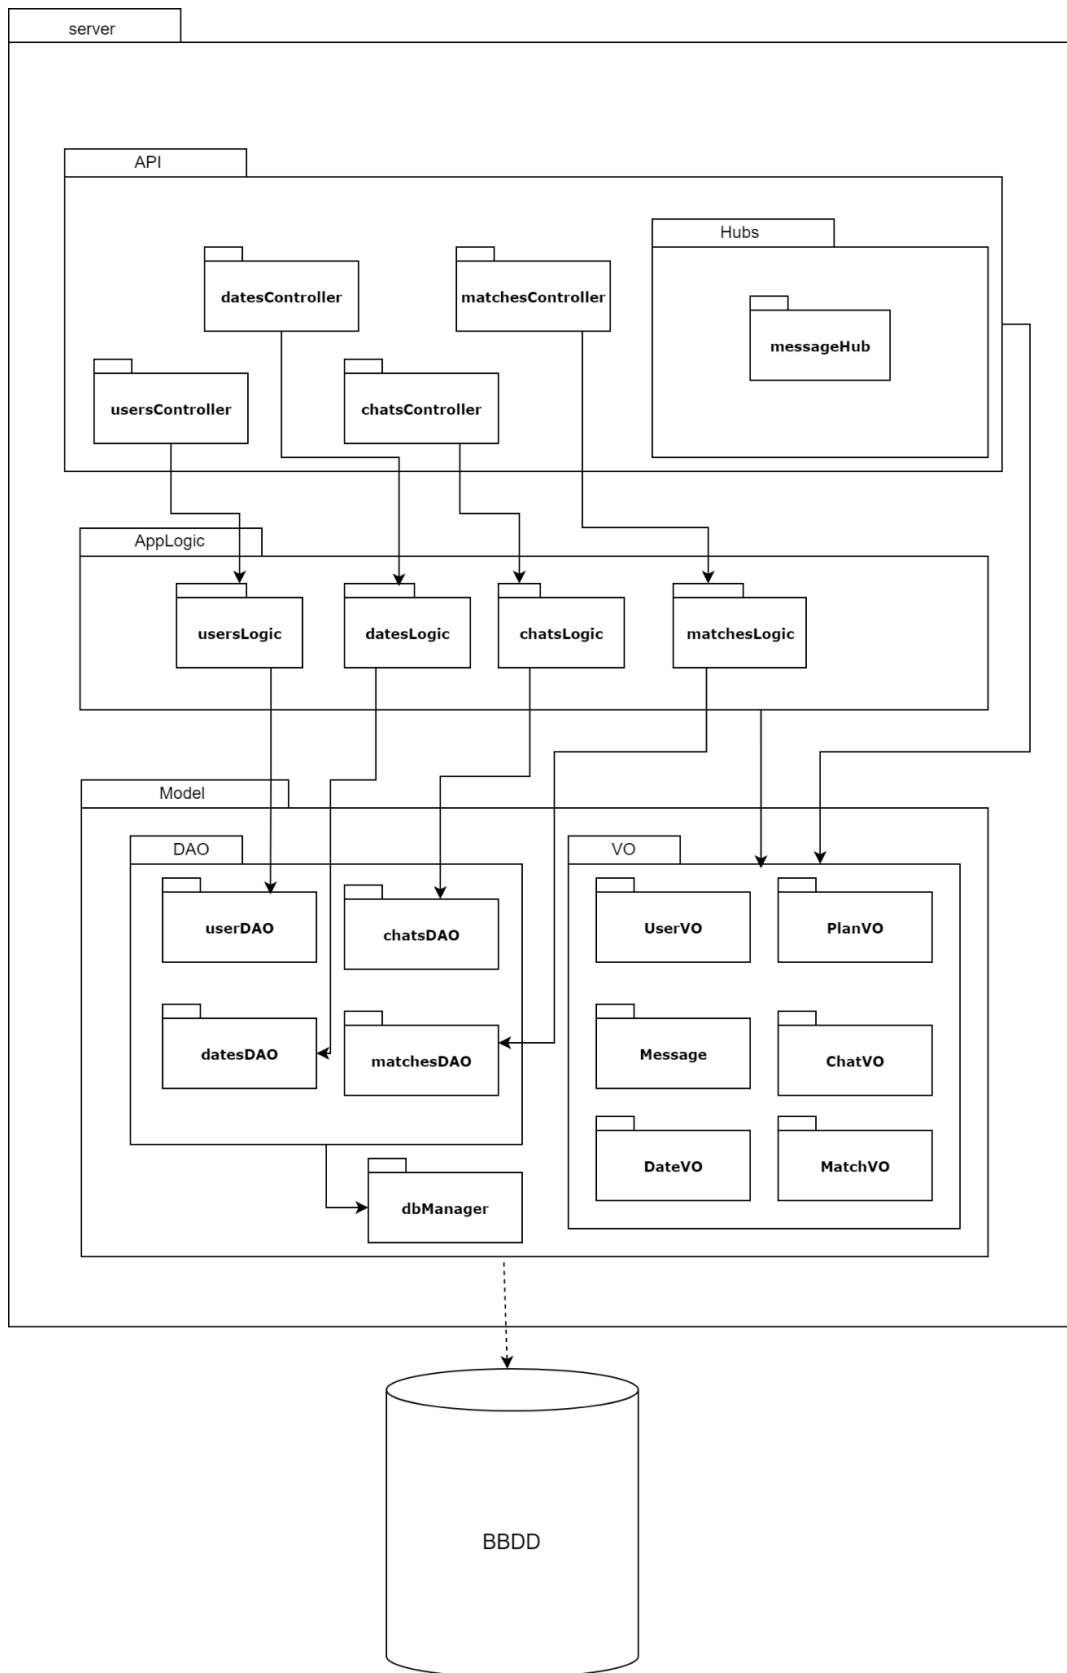 server
API
Hubs
datesController
matchesController
messageHub
usersController
chatsController
AppLogic
usersLogic
datesLogic
chatsLogic
matchesLogic
Model
DAO
VO
userDAO
chatsDAO
UserVO
PlanVO
datesDAO
matchesDAO
Message
ChatVO
DateVO
MatchVO
dbManager
BBDD